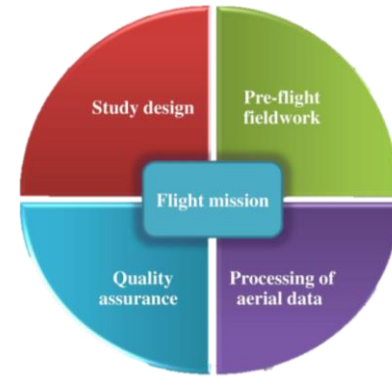 Study design
Pre-flight
fieldwork
Flight mission
Quality
assurance
Processing of
aerial data